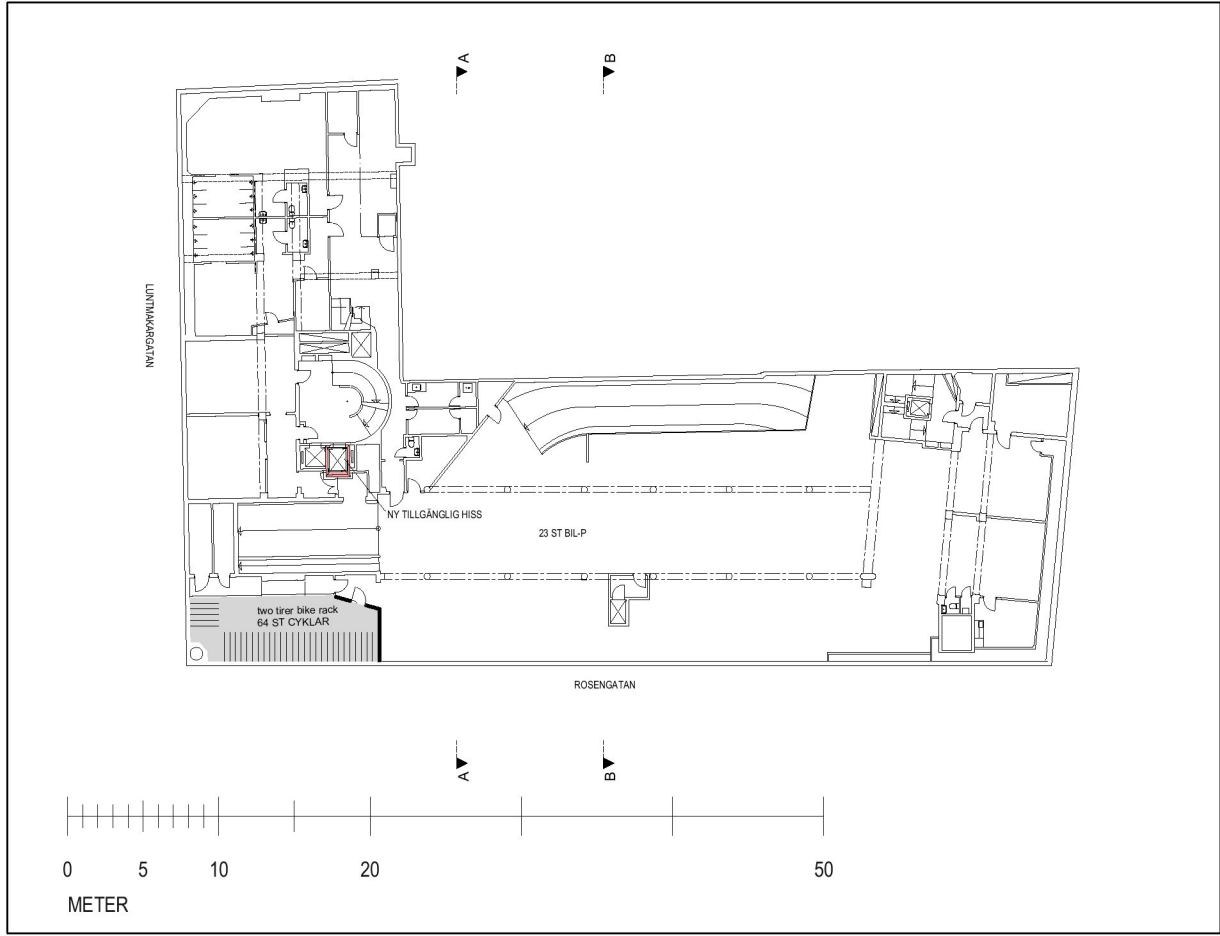 A
B
LUNTMAKARGATAN
NY TILLGÄNGLIG HISS
23 ST BIL-P
two tirer bike rack
64 ST CYKLAR
ROSENGATAN
A
B
0 5 10 20 50
METER